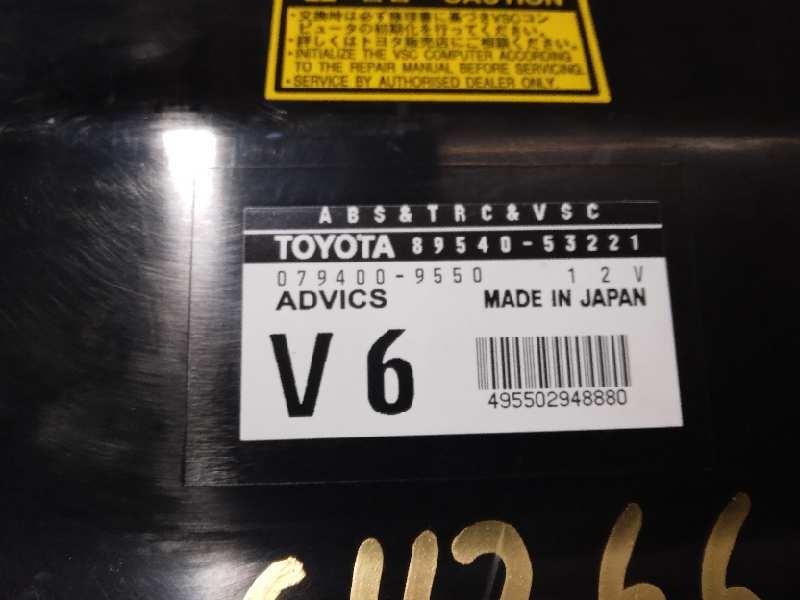 CAUTION
・交換時は必ず修理書に基づきVSCコン
ピュータの初期化を行ってください。
・詳しくはトヨタ販売店にご相談ください。
・INITIALIZE THE VSC COMPUTER ACCORDING
TO THE REPAIR MANUAL BEFORE SERVICING.
・SERVICE BY AUTHORISED DEALER ONLY.
ABS&TRC&VSC
TOYOTA 89540-53221
079400-9550 12V
ADVICS MADE IN JAPAN
V6
495502948880